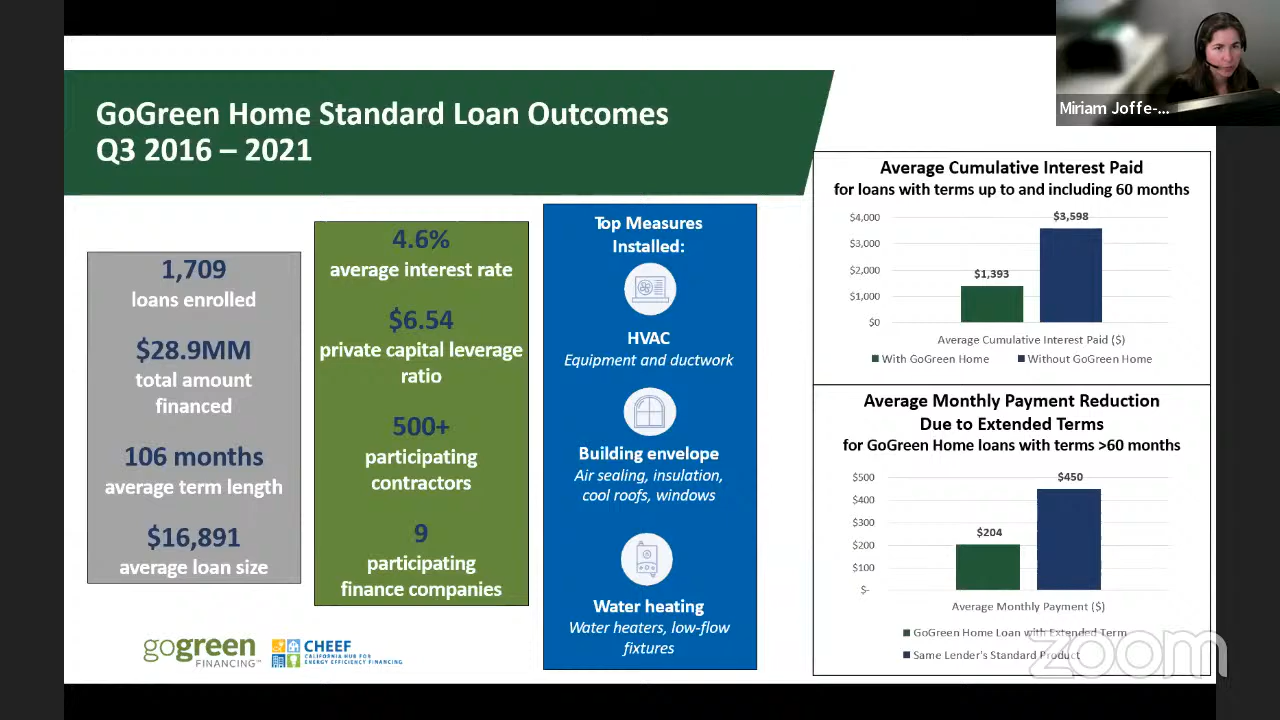 Miriam Joffe-...
GoGreen Home Standard Loan Outcomes
Q3 2016 – 2021
1,709
loans enrolled
$28.9MM
total amount
financed
106 months
average term length
$16,891
average loan size
4.6%
average interest rate
$6.54
private capital leverage
ratio
500+
participating
contractors
9
participating
finance companies
Top Measures
Installed:
HVAC
Equipment and ductwork
Building envelope
Air sealing, insulation,
cool roofs, windows
Water heating
Water heaters, low-flow
fixtures
Average Cumulative Interest Paid
for loans with terms up to and including 60 months
$4,000
$3,000
$2,000
$1,000
$0
$1,393
$3,598
Average Cumulative Interest Paid ($)
With GoGreen Home
Without GoGreen Home
Average Monthly Payment Reduction
Due to Extended Terms
for GoGreen Home loans with terms >60 months
$500
$400
$300
$200
$100
$-
$204
$450
Average Monthly Payment ($)
GoGreen Home Loan with Extended Term
Same Lender's Standard Product
gogreen
FINANCING™
CHEEF
CALIFORNIA HUB FOR
ENERGY EFFICIENCY FINANCING
zoom